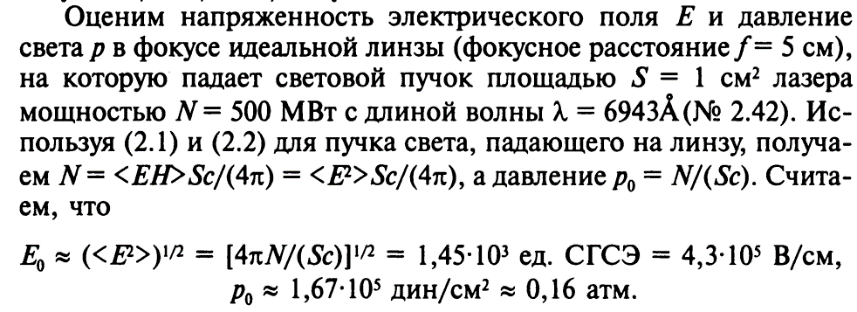 Оценим напряженность электрического поля E и давление
света p в фокусе идеальной линзы (фокусное расстояние f = 5 см),
на которую падает световой пучок площадью S = 1 см² лазера
мощностью N = 500 МВт с длиной волны λ = 6943Å (№ 2.42). Ис-
пользуя (2.1) и (2.2) для пучка света, падающего на линзу, получа-
ем N = <EH>Sc/(4π) = <E²>Sc/(4π), а давление p₀ = N/(Sc). Счита-
ем, что
E₀ ≈ (<E²>)¹/² = [4πN/(Sc)]¹/² = 1,45·10³ ед. СГСЭ = 4,3·10⁵ В/см,
p₀ ≈ 1,67·10⁵ дин/см² ≈ 0,16 атм.